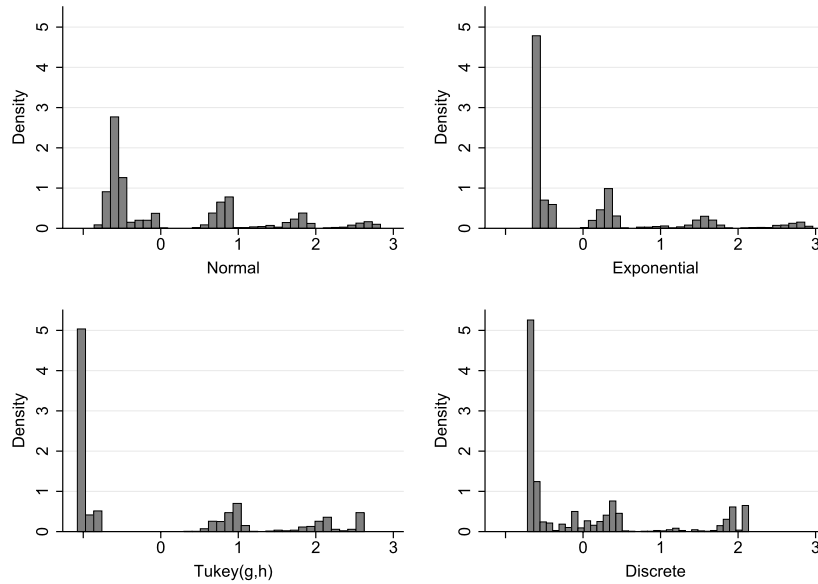 Density
0 1 2 3 4 5
0 1 2 3
Normal
Density
0 1 2 3 4 5
0 1 2 3
Exponential
Density
0 1 2 3 4 5
0 1 2 3
Tukey(g,h)
Density
0 1 2 3 4 5
0 1 2 3
Discrete